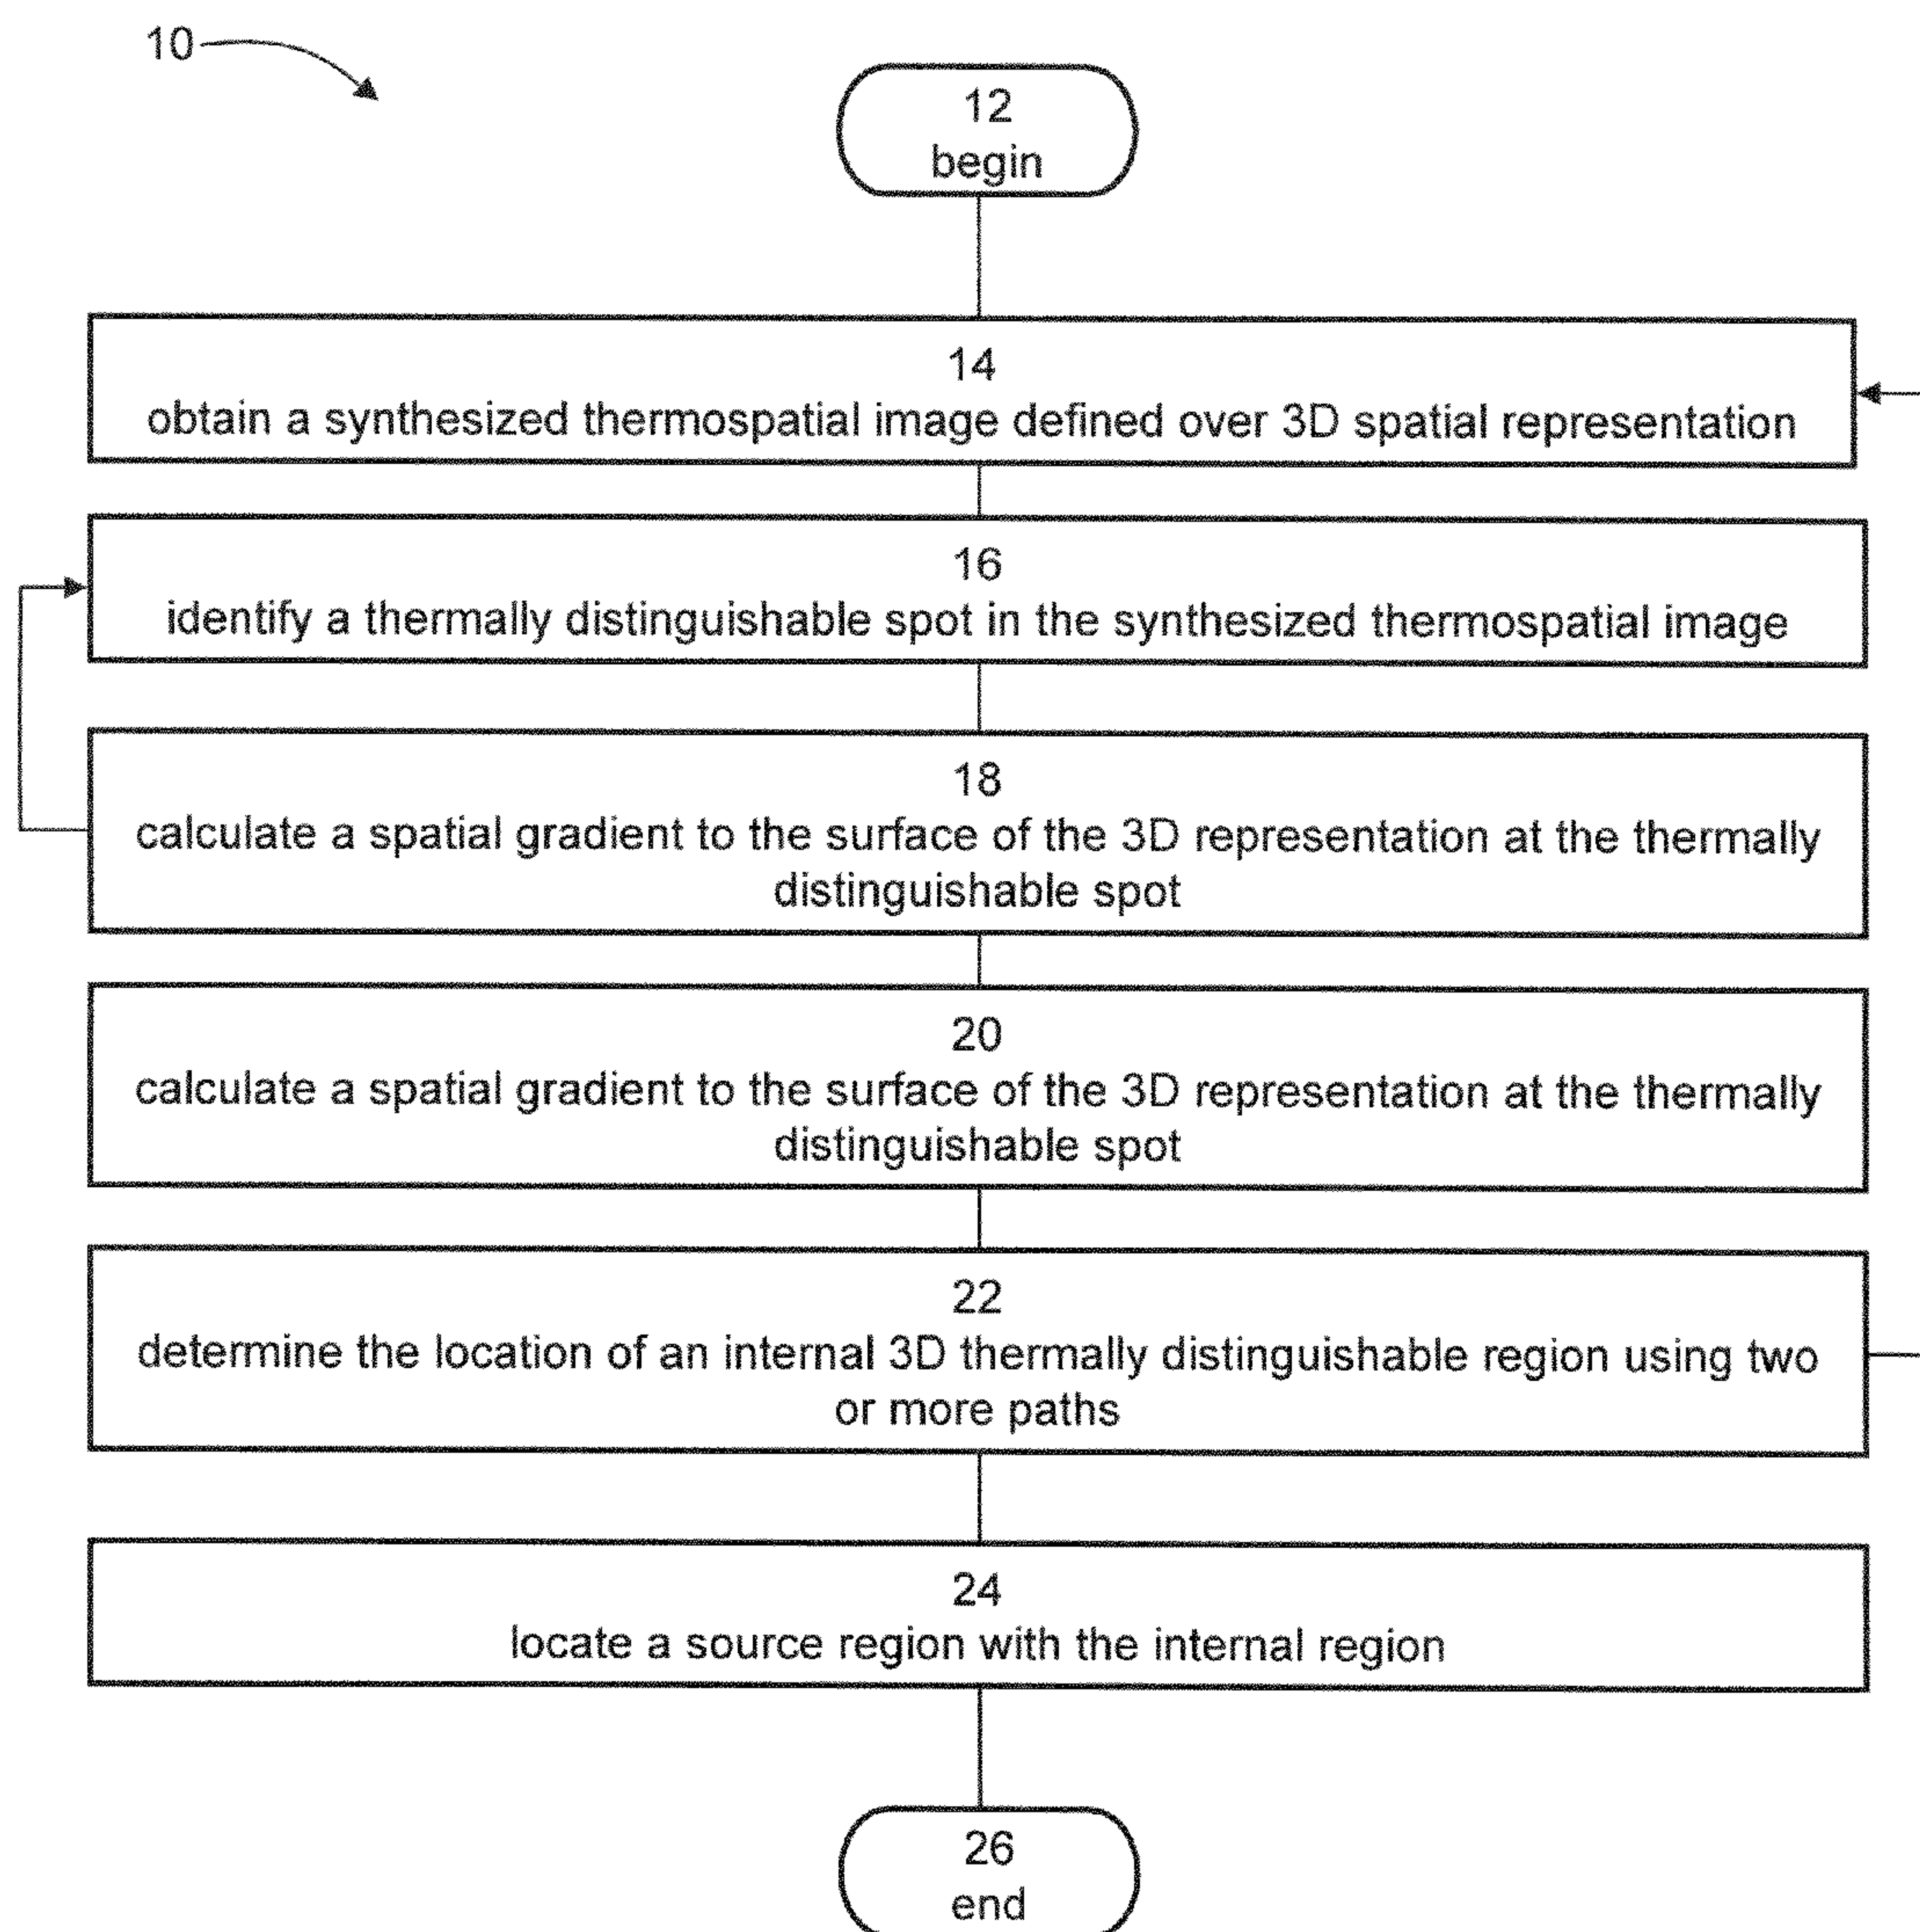 10
12
begin
14
obtain a synthesized thermospatial image defined over 3D spatial representation
16
identify a thermally distinguishable spot in the synthesized thermospatial image
18
calculate a spatial gradient to the surface of the 3D representation at the thermally
distinguishable spot
20
calculate a spatial gradient to the surface of the 3D representation at the thermally
distinguishable spot
22
determine the location of an internal 3D thermally distinguishable region using two
or more paths
24
locate a source region with the internal region
26
end